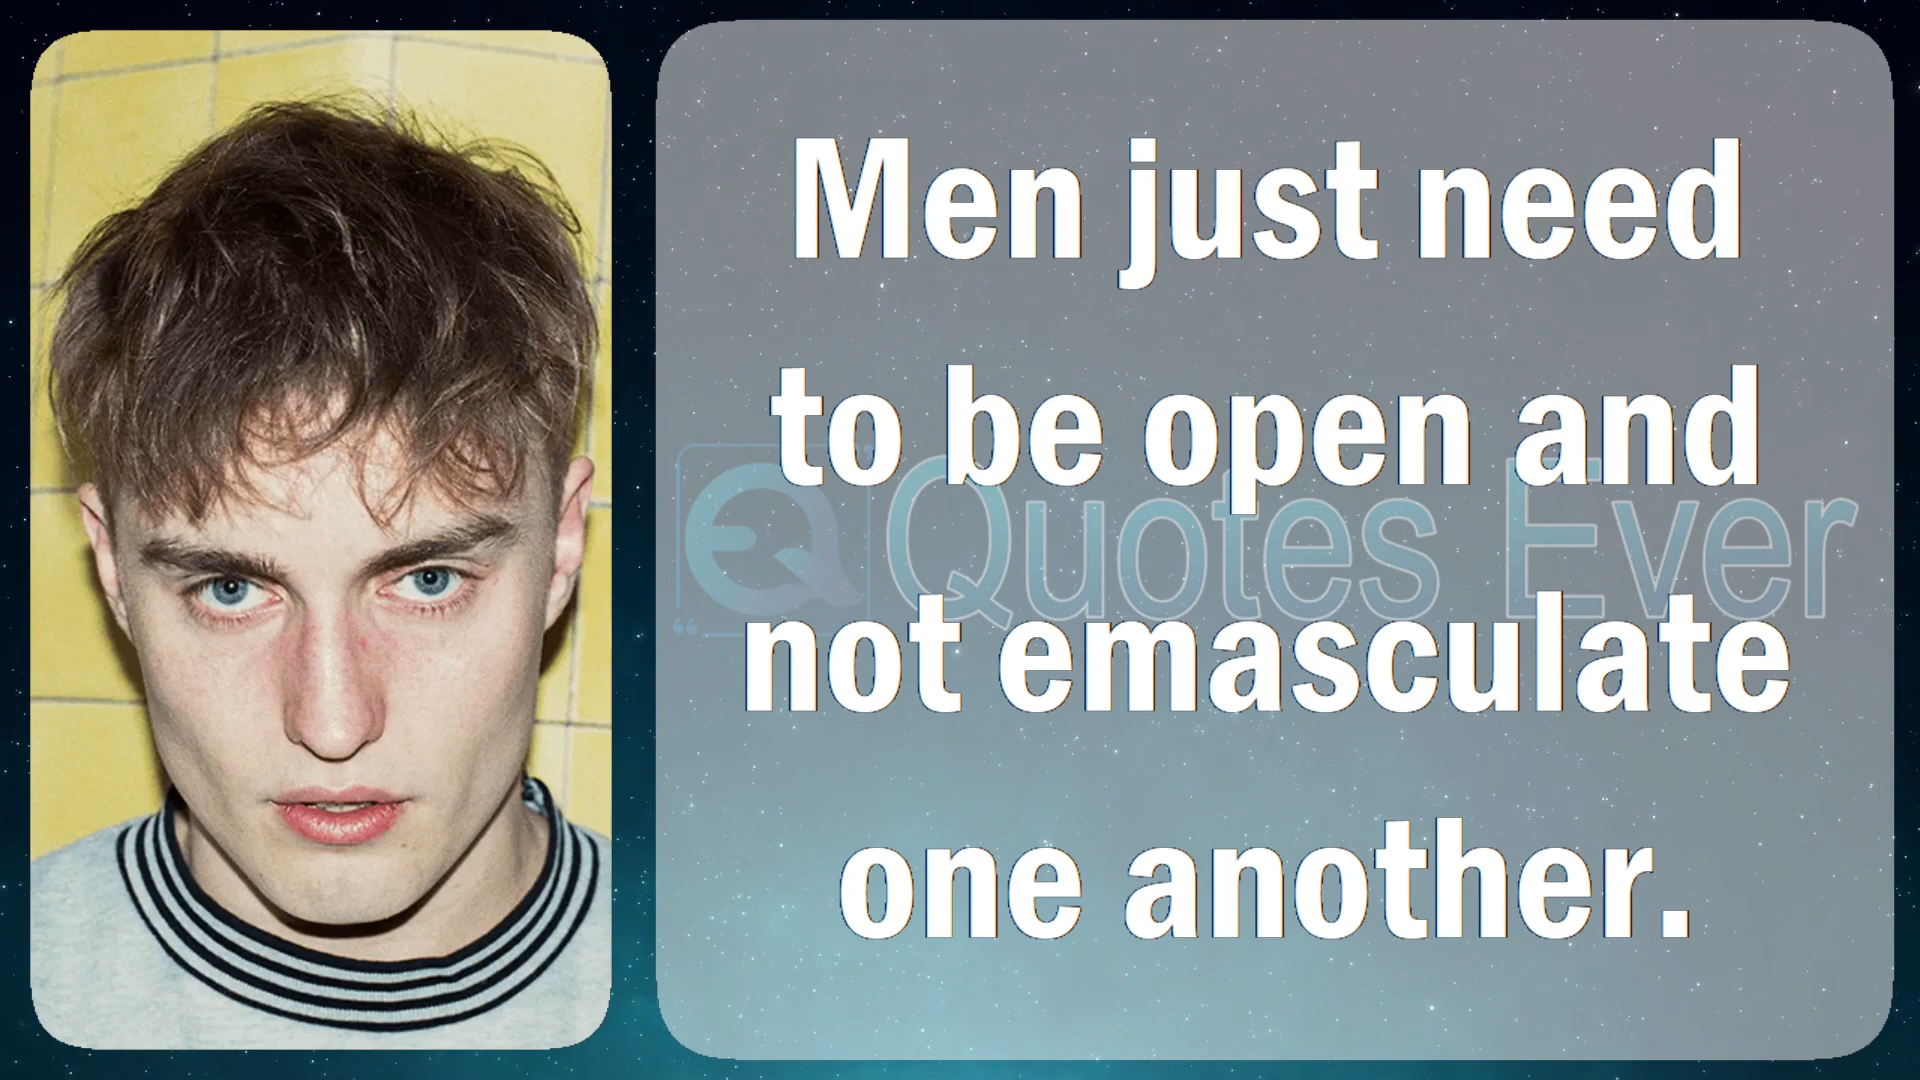 Men just need
to be open and
Quotes Ever
not emasculate
one another.